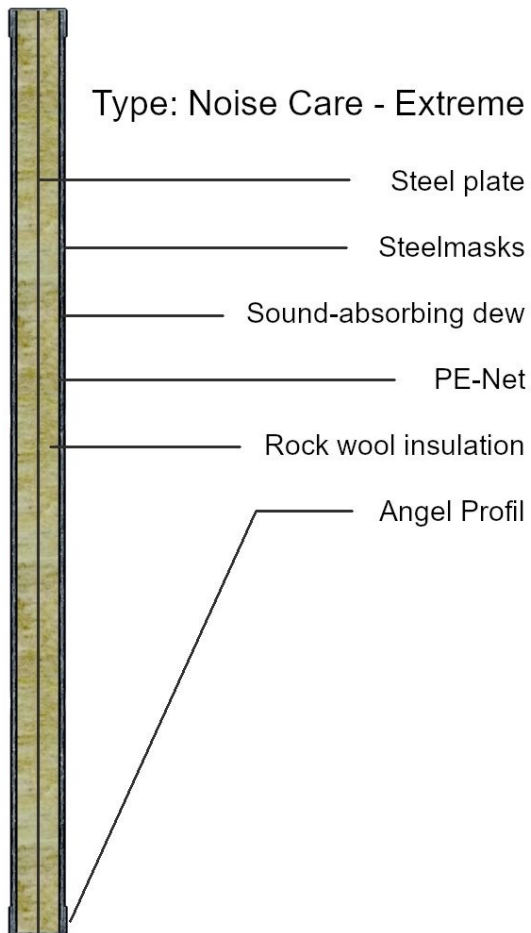 Type: Noise Care - Extreme
Steel plate
Steelmasks
Sound-absorbing dew
PE-Net
Rock wool insulation
Angel Profil